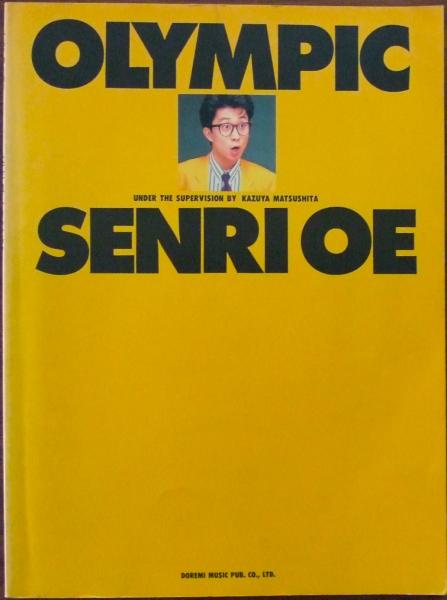 OLYMPIC
UNDER THE SUPERVISION BY KAZUYA MATSUSHITA
SENRI OE
DOREMI MUSIC PUB. CO., LTD.